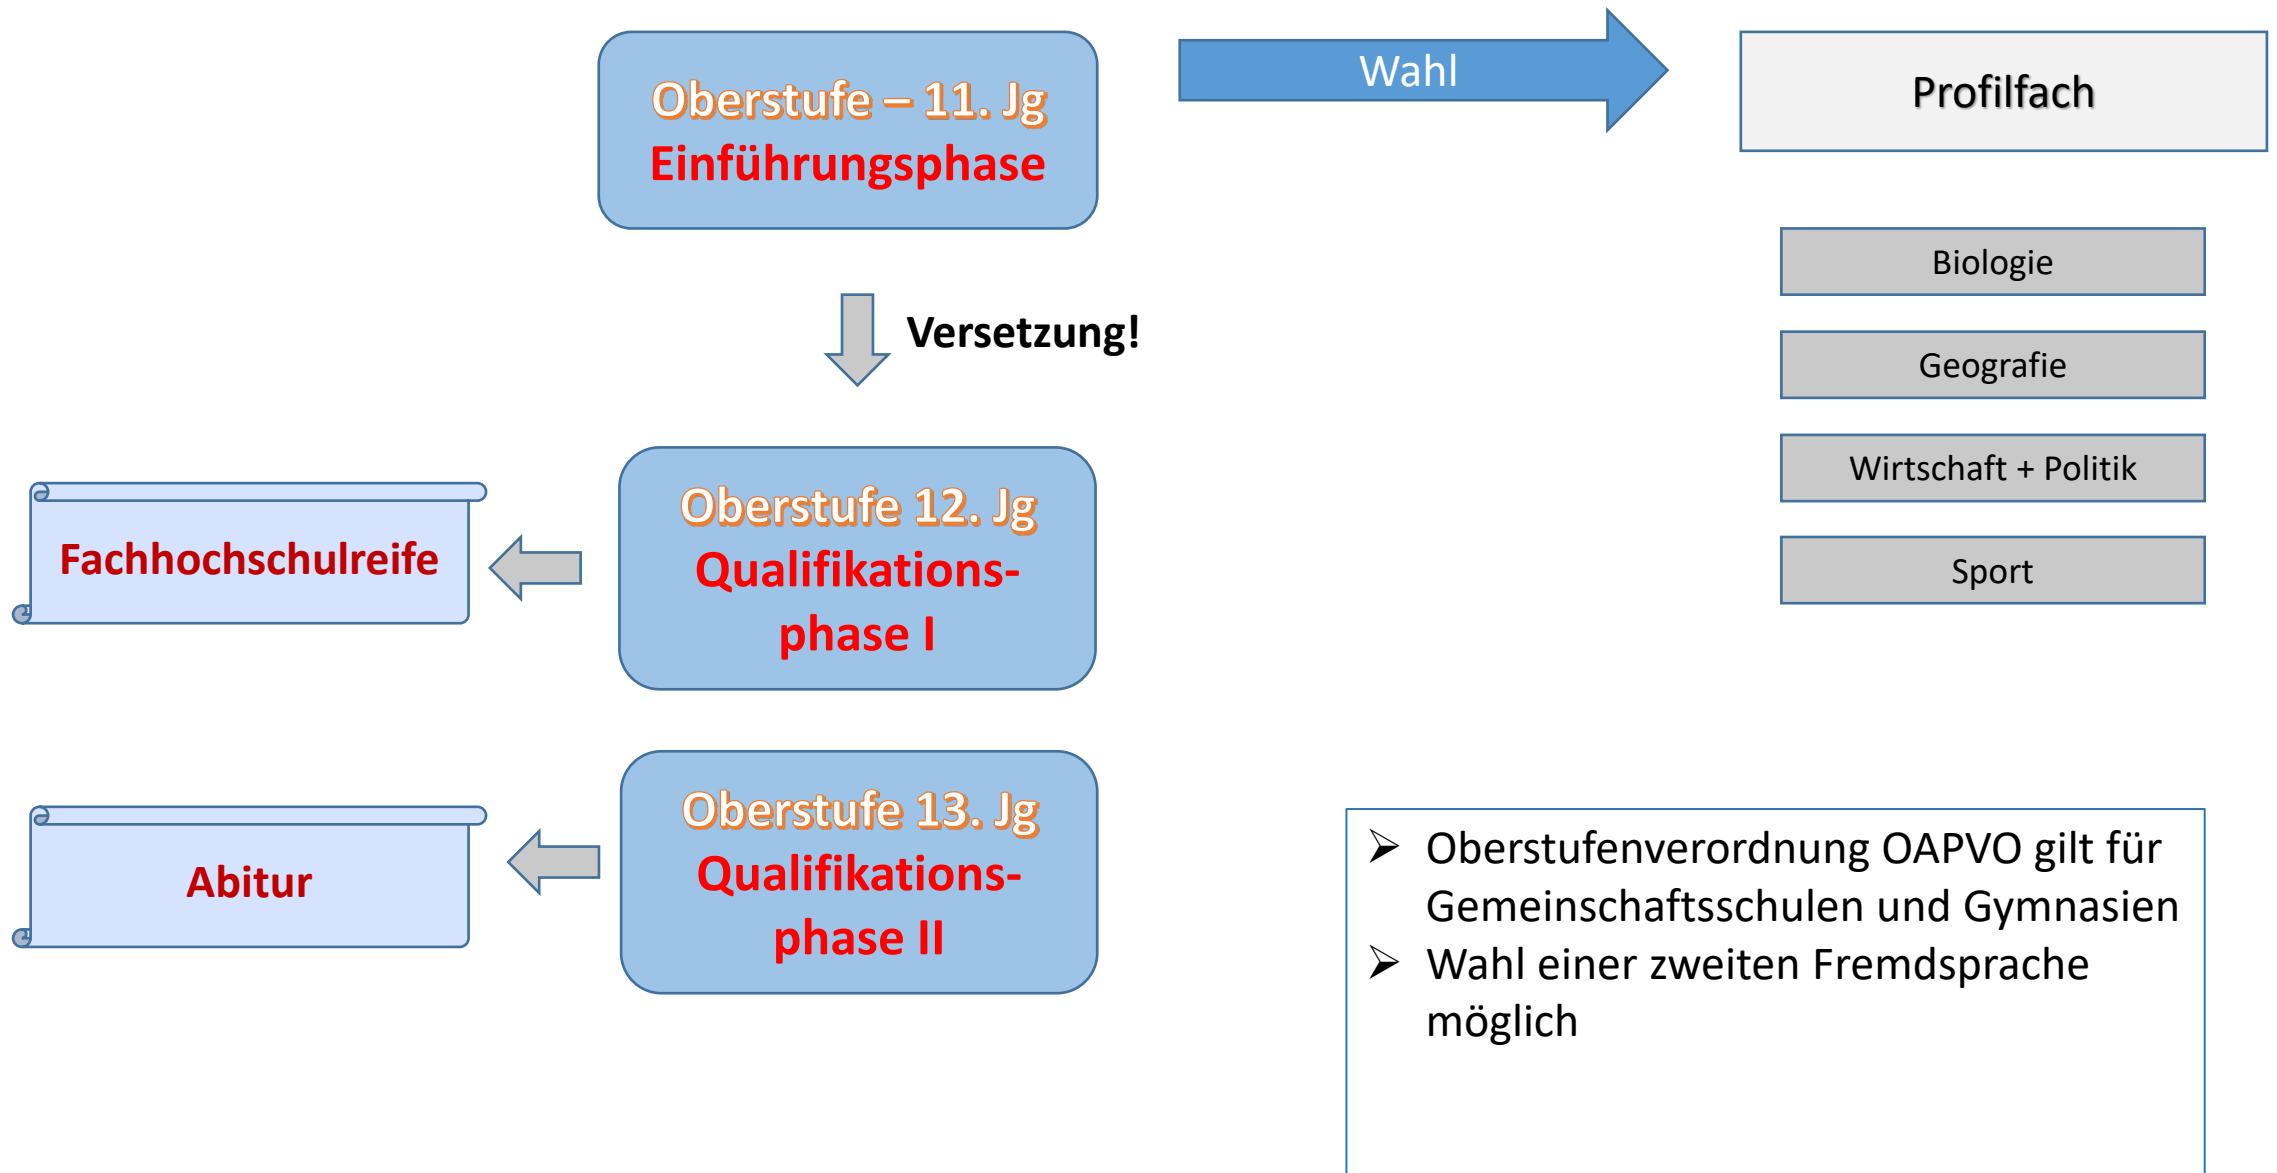 Oberstufe – 11. Jg
Einführungsphase
Wahl
Profilfach
Biologie
Geografie
Wirtschaft + Politik
Sport
Versetzung!
Oberstufe 12. Jg
Qualifikations-
phase I
Fachhochschulreife
Oberstufe 13. Jg
Qualifikations-
phase II
Abitur
➢ Oberstufenverordnung OAPVO gilt für
Gemeinschaftsschulen und Gymnasien
➢ Wahl einer zweiten Fremdsprache
möglich